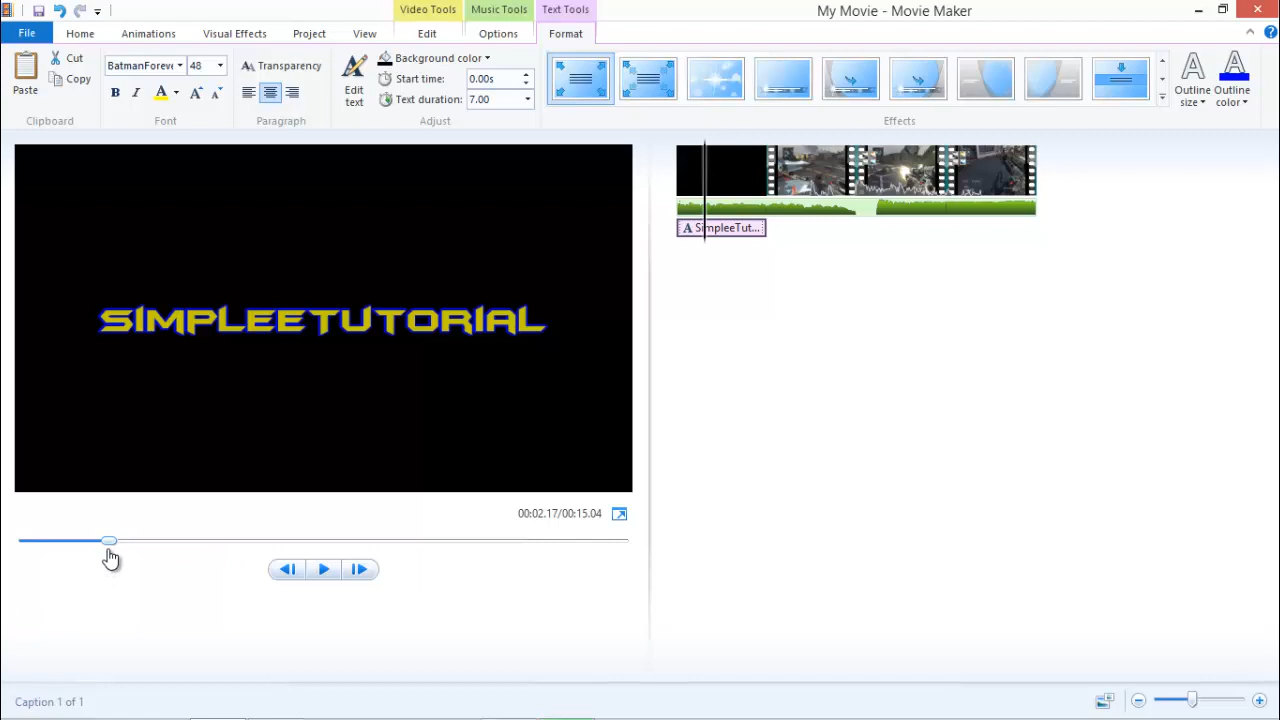 Video Tools Music Tools Text Tools My Movie - Movie Maker
File Home Animations Visual Effects Project View Edit Options Format
Paste Cut Copy
Clipboard
BatmanForeve 48
B I A A A
Font
Transparency
Paragraph
Edit text
Background color
Start time: 0.00s
Text duration: 7.00
Adjust
Effects
Outline size Outline color
SIMPLEETUTORIAL
A SimpleeTut...
00:02.17/00:15.04
Caption 1 of 1